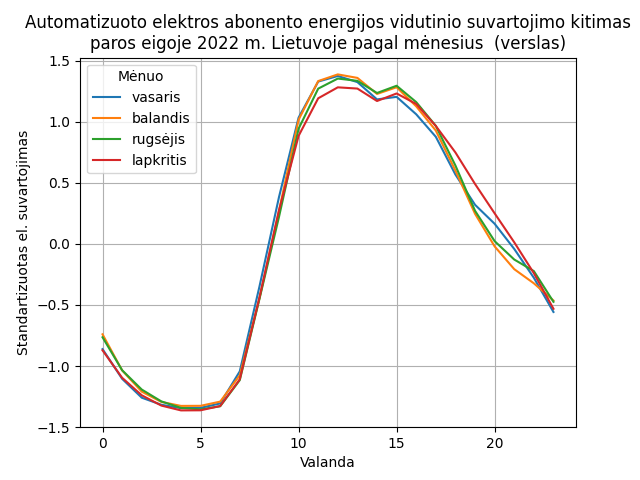 Automatizuoto elektros abonento energijos vidutinio suvartojimo kitimas
paros eigoje 2022 m. Lietuvoje pagal mėnesius (verslas)
Mėnuo
vasaris
balandis
rugsėjis
lapkritis
Standartizuotas el. suvartojimas
1.5
1.0
0.5
0.0
−0.5
−1.0
−1.5
0 5 10 15 20
Valanda